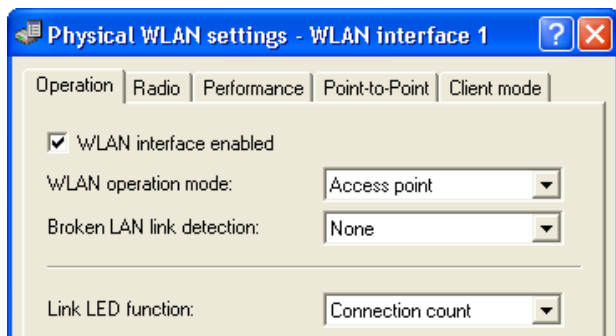 Physical WLAN settings - WLAN interface 1
Operation Radio Performance Point-to-Point Client mode
WLAN interface enabled
WLAN operation mode: Access point
Broken LAN link detection: None
Link LED function: Connection count